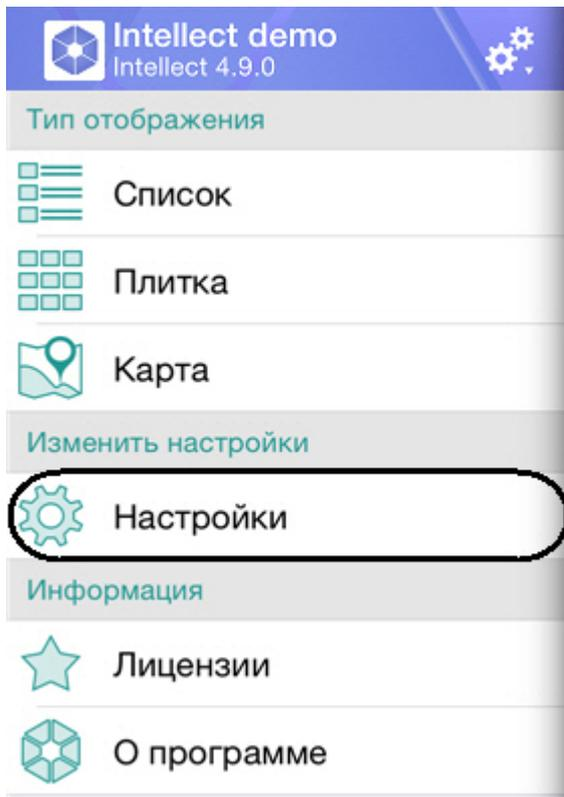 Intellect demo
Intellect 4.9.0
Тип отображения
Список
Плитка
Карта
Изменить настройки
Настройки
Информация
Лицензии
О программе